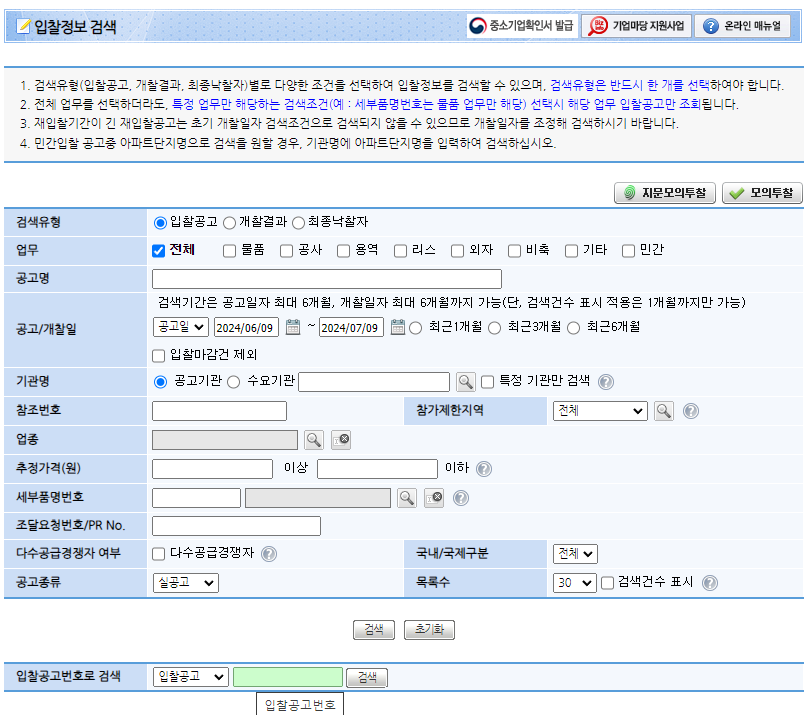 입찰정보 검색
중소기업확인서 발급 기업마당 지원사업 온라인 매뉴얼
1. 검색유형(입찰공고, 개찰결과, 최종낙찰자)별로 다양한 조건을 선택하여 입찰정보를 검색할 수 있으며, 검색유형은 반드시 한 개를 선택하여야 합니다.
2. 전체 업무를 선택하더라도, 특정 업무만 해당하는 검색조건(예 : 세부품명번호는 물품 업무만 해당) 선택시 해당 업무 입찰공고만 조회됩니다.
3. 재입찰기간이 긴 재입찰공고는 초기 개찰일자 검색조건으로 검색되지 않을 수 있으므로 개찰일자를 조정해 검색하시기 바랍니다.
4. 민간입찰 공고중 아파트단지명으로 검색을 원할 경우, 기관명에 아파트단지명을 입력하여 검색하십시오.
지문모의투찰 모의투찰
검색유형 입찰공고 개찰결과 최종낙찰자
업무 전체 물품 공사 용역 리스 외자 비축 기타 민간
공고명
검색기간은 공고일자 최대 6개월, 개찰일자 최대 6개월까지 가능(단, 검색건수 표시 적용은 1개월까지만 가능)
공고/개찰일 공고일 2024/06/09 ~ 2024/07/09 최근1개월 최근3개월 최근6개월
입찰마감건 제외
기관명 공고기관 수요기관 특정 기관만 검색 ?
참조번호 참가제한지역 전체 ?
업종
추정가격(원) 이상 이하 ?
세부품명번호 ?
조달요청번호/PR No.
다수공급경쟁자 여부 다수공급경쟁자 ? 국내/국제구분 전체
공고종류 실공고 목록수 30 검색건수 표시 ?
검색 초기화
입찰공고번호로 검색 입찰공고 검색
입찰공고번호